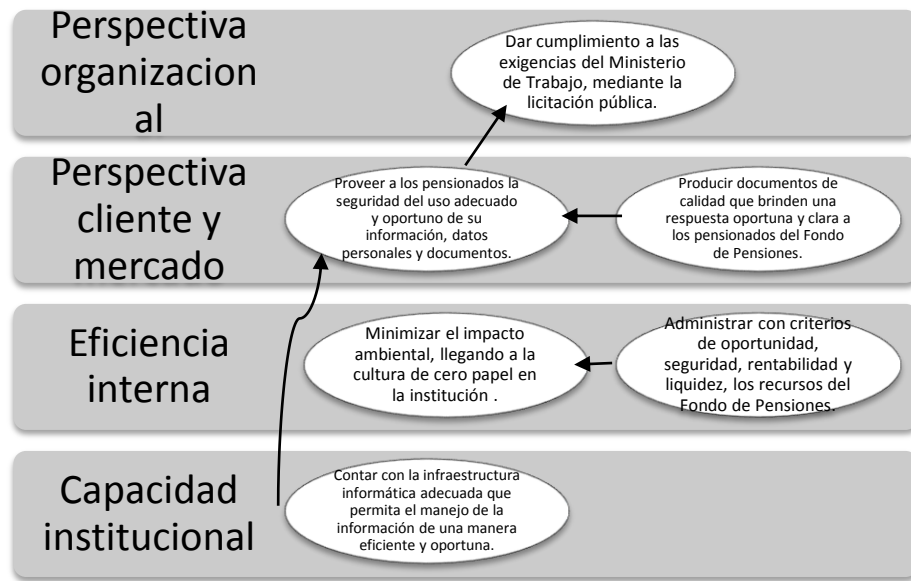 Perspectiva
organizacion
al
Dar cumplimiento a las
exigencias del Ministerio
de Trabajo, mediante la
licitación pública.
Perspectiva
cliente y
mercado
Proveer a los pensionados la
seguridad del uso adecuado
y oportuno de su
información, datos
personales y documentos.
Producir documentos de
calidad que brinden una
respuesta oportuna y clara a
los pensionados del Fondo
de Pensiones.
Eficiencia
interna
Minimizar el impacto
ambiental, llegando a la
cultura de cero papel en
la institución .
Administrar con criterios
de oportunidad,
seguridad, rentabilidad y
liquidez, los recursos del
Fondo de Pensiones.
Capacidad
institucional
Contar con la infraestructura
informática adecuada que
permita el manejo de la
información de una manera
eficiente y oportuna.